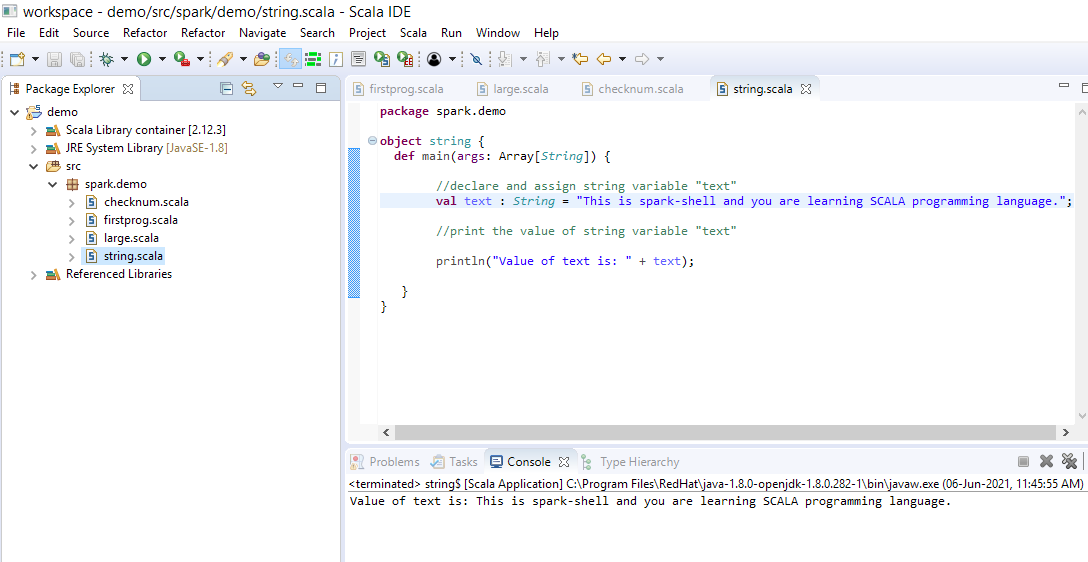 workspace - demo/src/spark/demo/string.scala - Scala IDE
File Edit Source Refactor Refactor Navigate Search Project Scala Run Window Help
Package Explorer
demo
Scala Library container [2.12.3]
JRE System Library [JavaSE-1.8]
src
spark.demo
checknum.scala
firstprog.scala
large.scala
string.scala
Referenced Libraries
firstprog.scala large.scala checknum.scala string.scala
package spark.demo
object string {
def main(args: Array[String]) {
//declare and assign string variable "text"
val text : String = "This is spark-shell and you are learning SCALA programming language.";
//print the value of string variable "text"
println("Value of text is: " + text);
}
}
Problems Tasks Console Type Hierarchy
<terminated> string$ [Scala Application] C:\Program Files\RedHat\java-1.8.0-openjdk-1.8.0.282-1\bin\javaw.exe (06-Jun-2021, 11:45:55 AM)
Value of text is: This is spark-shell and you are learning SCALA programming language.